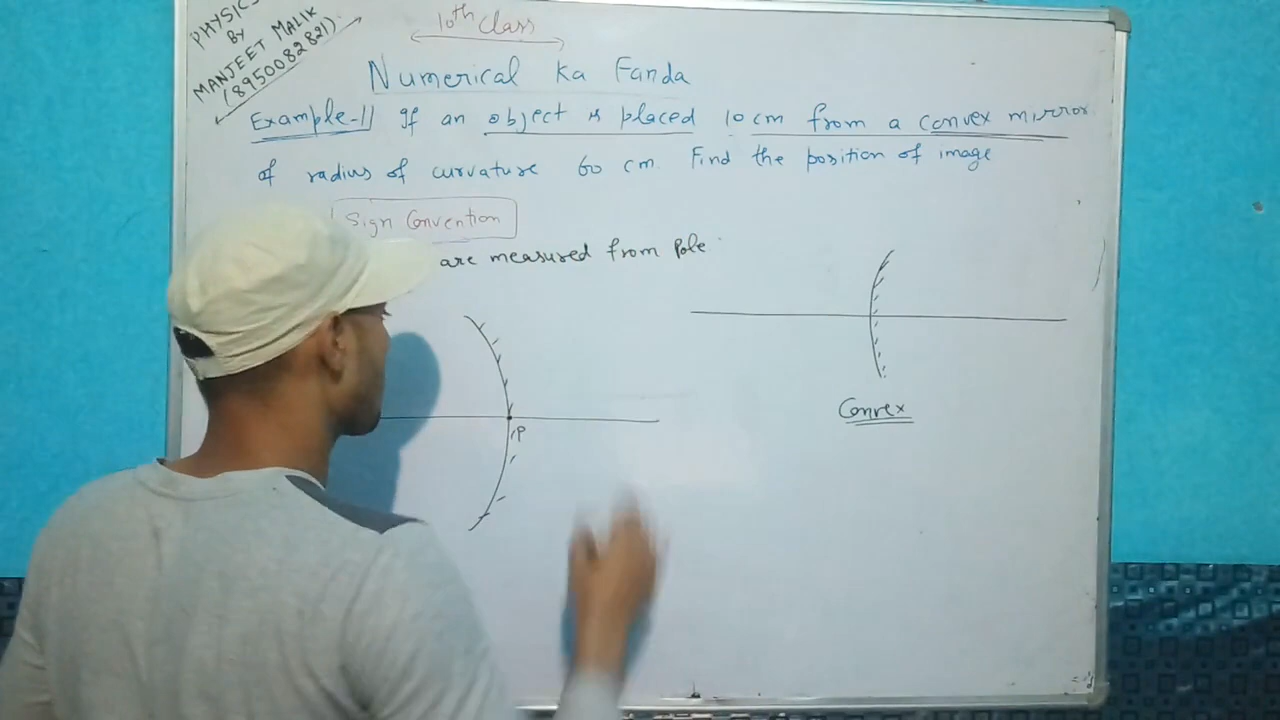 PHYSICS
By
MANJEET MALIK
(8950082821)
10th class
Numerical ka Fanda
Example-1 If an object is placed 10 cm from a convex mirror
of radius of curvature 60 cm. Find the position of image
Sign Convention
are measured from Pole
P
Convex